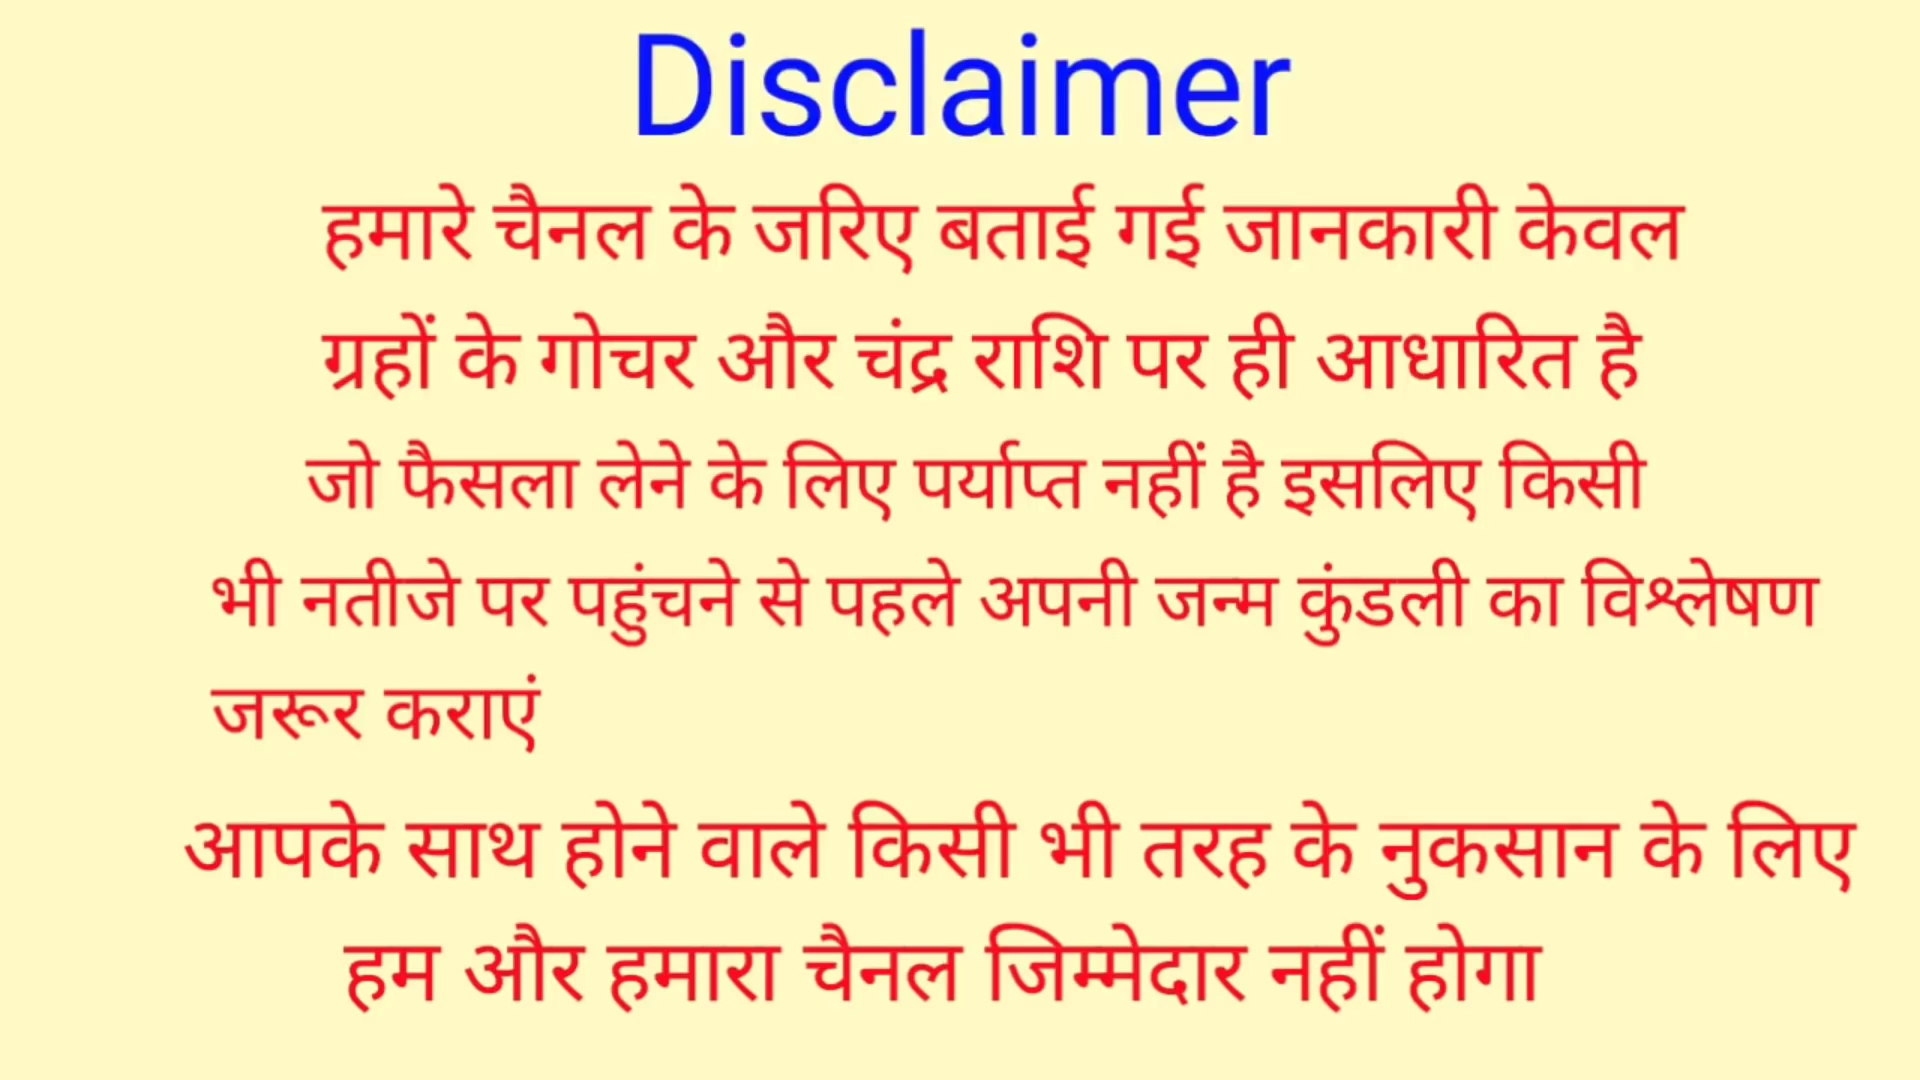 Disclaimer
हमारे चैनल के जरिए बताई गई जानकारी केवल
ग्रहों के गोचर और चंद्र राशि पर ही आधारित है
जो फैसला लेने के लिए पर्याप्त नहीं है इसलिए किसी
भी नतीजे पर पहुंचने से पहले अपनी जन्म कुंडली का विश्लेषण
जरूर कराएं
आपके साथ होने वाले किसी भी तरह के नुकसान के लिए
हम और हमारा चैनल जिम्मेदार नहीं होगा